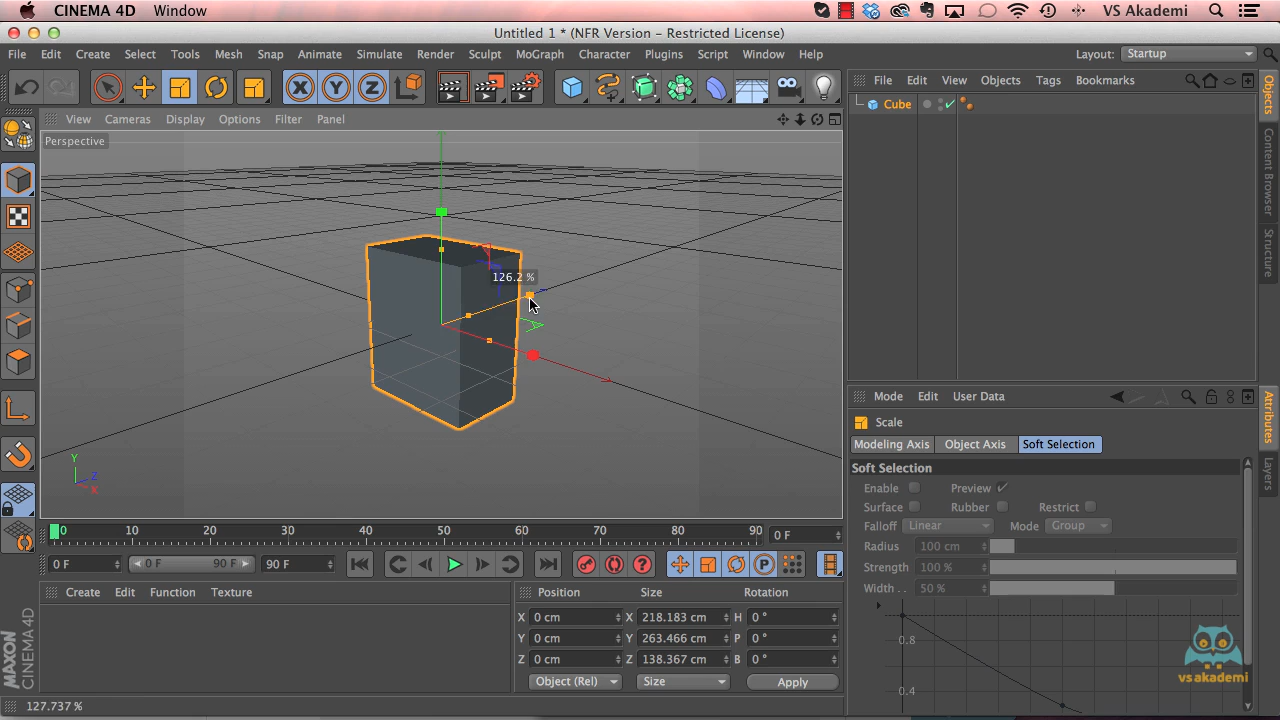 CINEMA 4D Window VS Akademi
Untitled 1 * (NFR Version - Restricted License)
File Edit Create Select Tools Mesh Snap Animate Simulate Render Sculpt MoGraph Character Plugins Script Window Help Layout: Startup
X Y Z
File Edit View Objects Tags Bookmarks
Objects
Content Browser
Structure
Cube
View Cameras Display Options Filter Panel
Perspective
126.2 %
Y
Z
X
Mode Edit User Data
Attributes
Layers
Scale
Modeling Axis Object Axis Soft Selection
Soft Selection
Enable Preview
Surface Rubber Restrict
Falloff Linear Mode Group
Radius 100 cm
Strength 100 %
Width . . 50 %
0.8
0.4
vs akademi
0 10 20 30 40 50 60 70 80 90 0 F
0 F 0 F 90 F 90 F
? P
Create Edit Function Texture
Position Size Rotation
X 0 cm X 218.183 cm H 0 °
Y 0 cm Y 263.466 cm P 0 °
Z 0 cm Z 138.367 cm B 0 °
Object (Rel) Size Apply
MAXON
CINEMA 4D
127.737 %